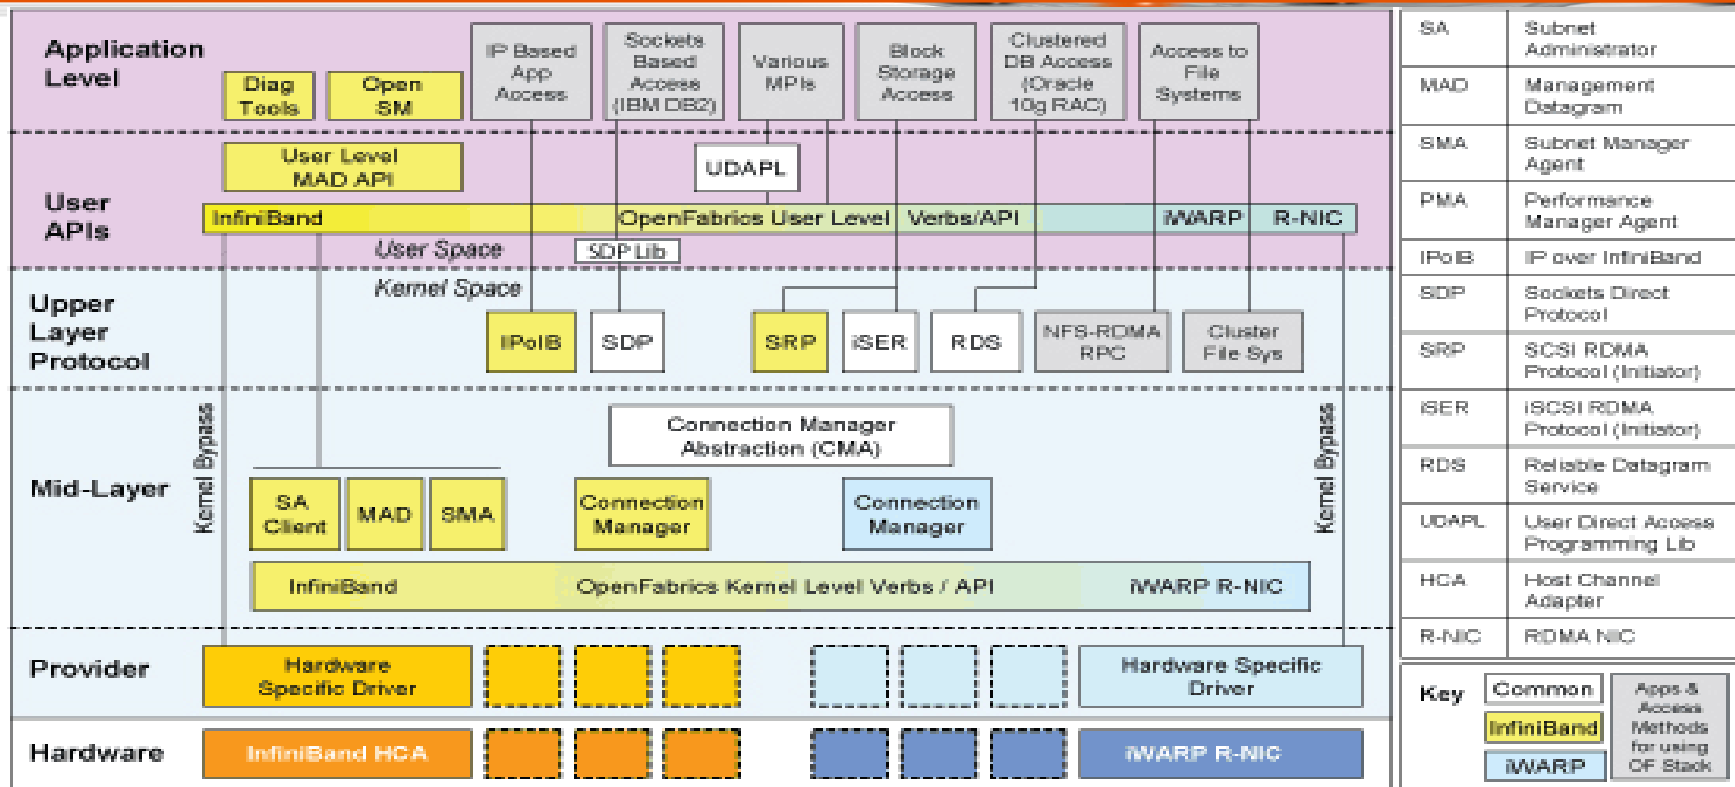 Application
Level
Diag
Tools
Open
SM
IP Based
App
Access
Sockets
Based
Access
(IBM DB2)
Various
MPIs
Block
Storage
Access
Clustered
DB Access
(Oracle
10g RAC)
Access to
File
Systems
User
APIs
User Level
MAD API
UDAPL
InfiniBand
OpenFabrics User Level Verbs/API
iWARP R-NIC
User Space
SDP Lib
Kernel Space
Upper
Layer
Protocol
IPoIB
SDP
SRP
iSER
RDS
NFS-RDMA
RPC
Cluster
File Sys
Mid-Layer
Kernel Bypass
Connection Manager
Abstraction (CMA)
SA
Client
MAD
SMA
Connection
Manager
Connection
Manager
Kernel Bypass
InfiniBand
OpenFabrics Kernel Level Verbs / API
iWARP R-NIC
Provider
Hardware
Specific Driver
Hardware Specific
Driver
Hardware
InfiniBand HCA
iWARP R-NIC
SA Subnet
Administrator
MAD Management
Datagram
SMA Subnet Manager
Agent
PMA Performance
Manager Agent
IPoIB IP over InfiniBand
SDP Sockets Direct
Protocol
SRP SCSI RDMA
Protocol (Initiator)
iSER iSCSI RDMA
Protocol (Initiator)
RDS Reliable Datagram
Service
UDAPL User Direct Access
Programming Lib
HCA Host Channel
Adapter
R-NIC RDMA NIC
Key
Common
InfiniBand
iWARP
Apps &
Access
Methods
for using
OF Stack